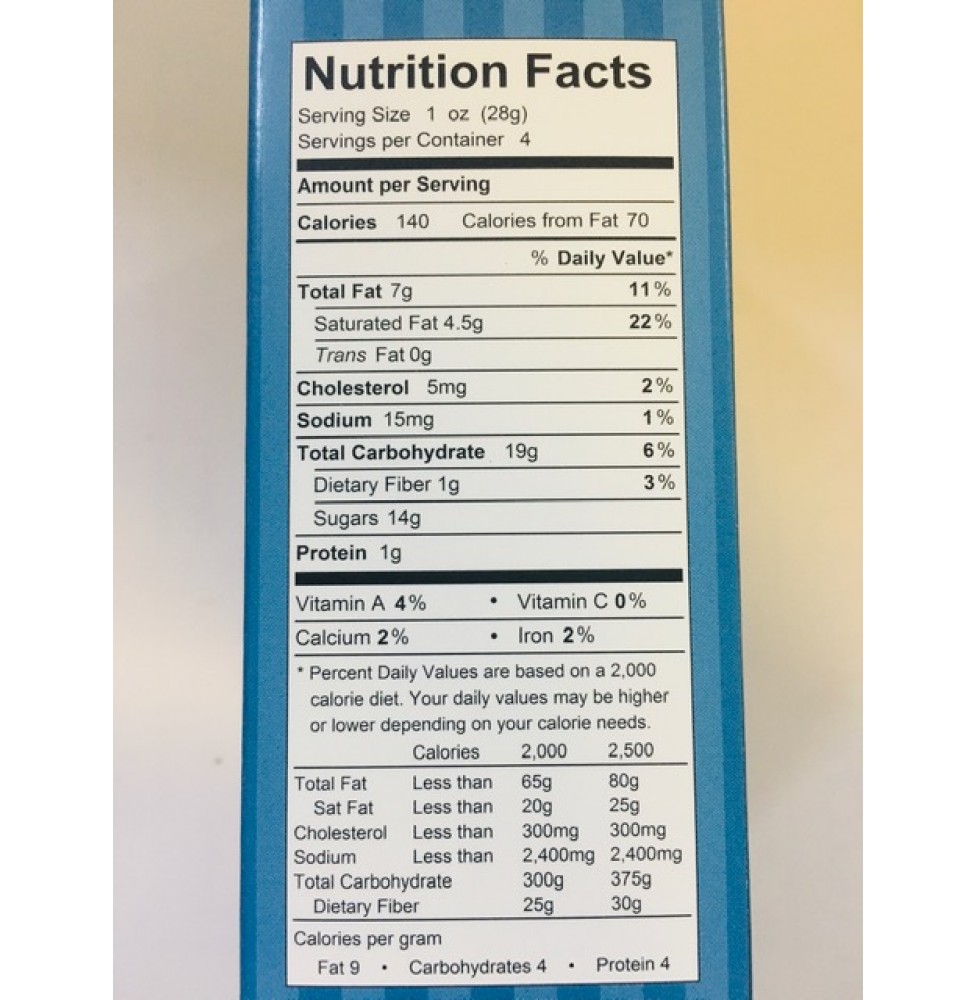 Nutrition Facts
Serving Size 1 oz (28g)
Servings per Container 4
Amount per Serving
Calories 140 Calories from Fat 70
% Daily Value*
Total Fat 7g 11%
Saturated Fat 4.5g 22%
Trans Fat 0g
Cholesterol 5mg 2%
Sodium 15mg 1%
Total Carbohydrate 19g 6%
Dietary Fiber 1g 3%
Sugars 14g
Protein 1g
Vitamin A 4% • Vitamin C 0%
Calcium 2% • Iron 2%
* Percent Daily Values are based on a 2,000
calorie diet. Your daily values may be higher
or lower depending on your calorie needs.
Calories 2,000 2,500
Total Fat Less than 65g 80g
Sat Fat Less than 20g 25g
Cholesterol Less than 300mg 300mg
Sodium Less than 2,400mg 2,400mg
Total Carbohydrate 300g 375g
Dietary Fiber 25g 30g
Calories per gram
Fat 9 • Carbohydrates 4 • Protein 4